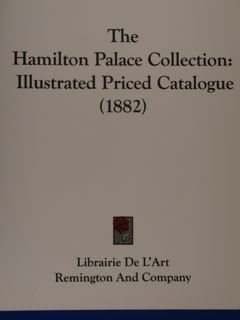 The
Hamilton Palace Collection:
Illustrated Priced Catalogue
(1882)
Librairie De L'Art
Remington And Company